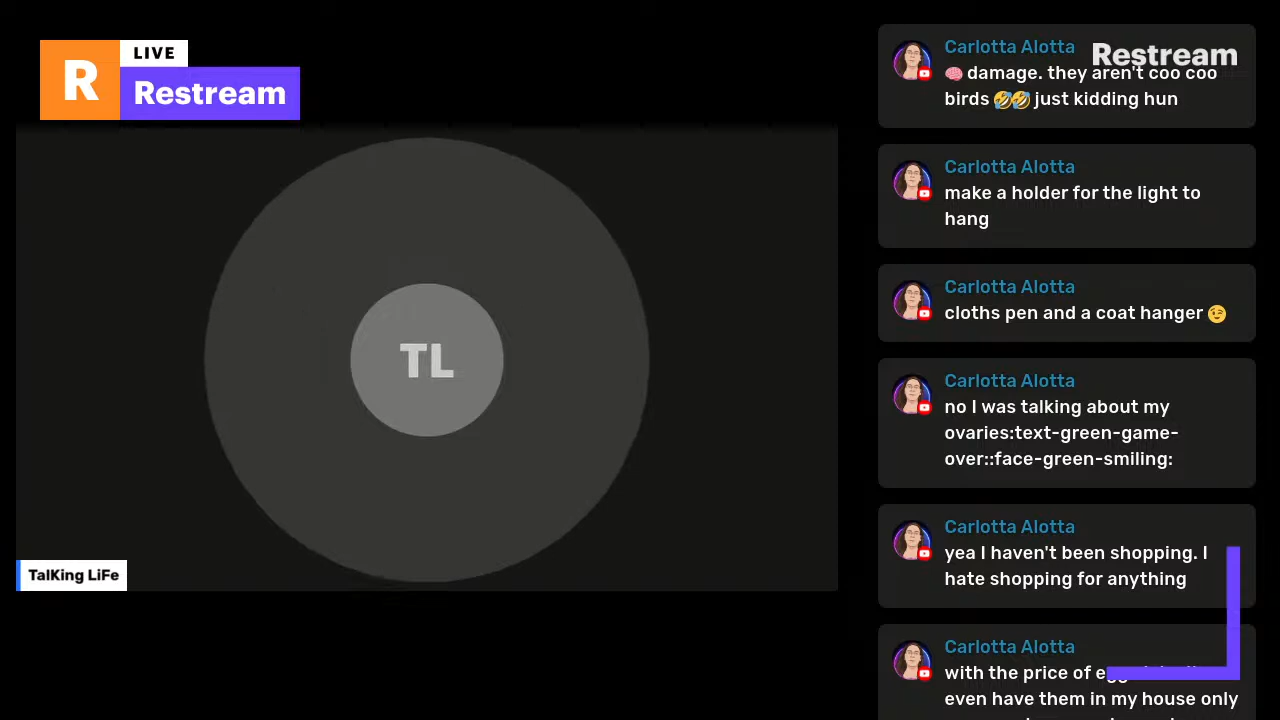 R
LIVE
Restream
TL
TalKing LiFe
Restream
Carlotta Alotta
🧠 damage. they aren't coo coo
birds 🤣🤣 just kidding hun
Carlotta Alotta
make a holder for the light to
hang
Carlotta Alotta
cloths pen and a coat hanger 😉
Carlotta Alotta
no I was talking about my
ovaries:text-green-game-
over::face-green-smiling:
Carlotta Alotta
yea I haven't been shopping. I
hate shopping for anything
Carlotta Alotta
with the price of
even have them in my house only